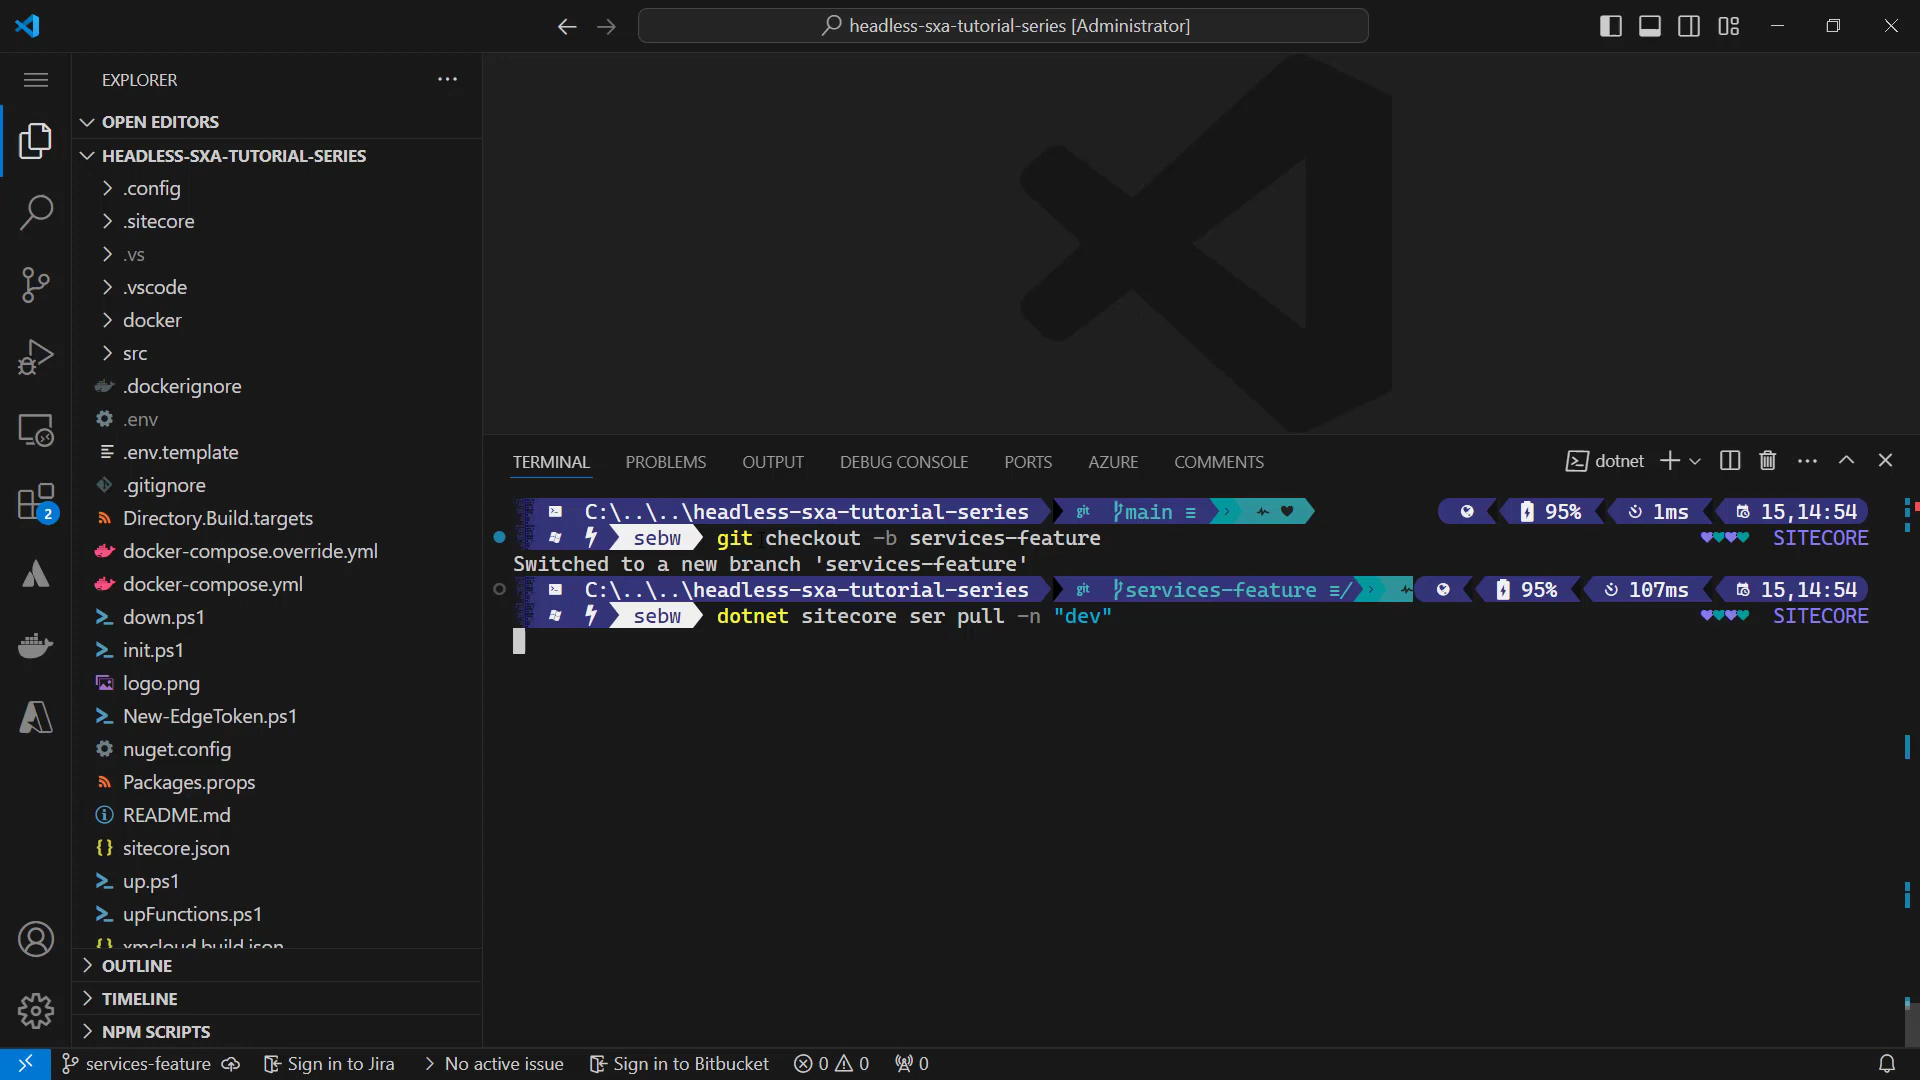 headless-sxa-tutorial-series [Administrator]
EXPLORER
OPEN EDITORS
HEADLESS-SXA-TUTORIAL-SERIES
.config
.sitecore
.vs
.vscode
docker
src
.dockerignore
.env
.env.template
.gitignore
Directory.Build.targets
docker-compose.override.yml
docker-compose.yml
down.ps1
init.ps1
logo.png
New-EdgeToken.ps1
nuget.config
Packages.props
README.md
sitecore.json
up.ps1
upFunctions.ps1
xmcloud.build.json
OUTLINE
TIMELINE
NPM SCRIPTS
2
TERMINAL PROBLEMS OUTPUT DEBUG CONSOLE PORTS AZURE COMMENTS
dotnet
C:\..\..\headless-sxa-tutorial-series git main ≡ 95% 1ms 15,14:54
sebw git checkout -b services-feature SITECORE
Switched to a new branch 'services-feature'
C:\..\..\headless-sxa-tutorial-series git services-feature ≡/ 95% 107ms 15,14:54
sebw dotnet sitecore ser pull -n "dev" SITECORE
services-feature Sign in to Jira No active issue Sign in to Bitbucket 0 0 0